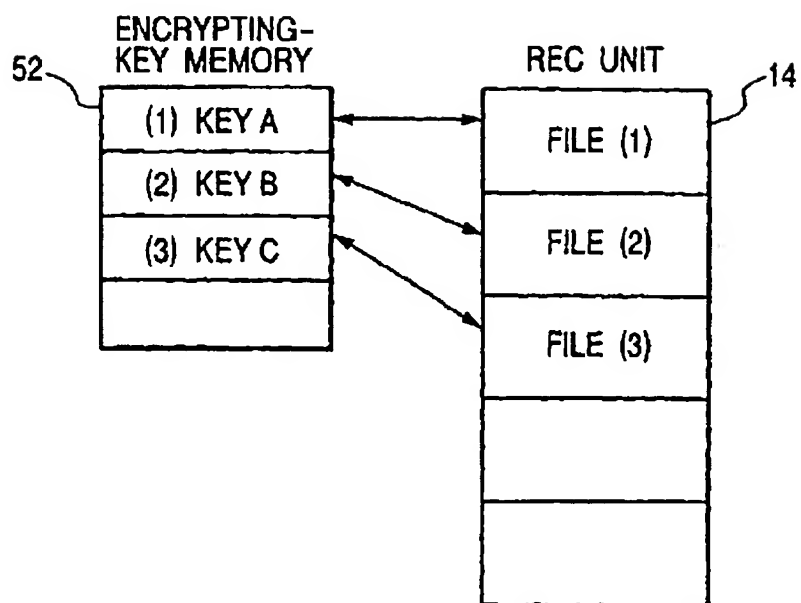 ENCRYPTING-
KEY MEMORY
52
(1) KEY A
(2) KEY B
(3) KEY C
REC UNIT
14
FILE (1)
FILE (2)
FILE (3)